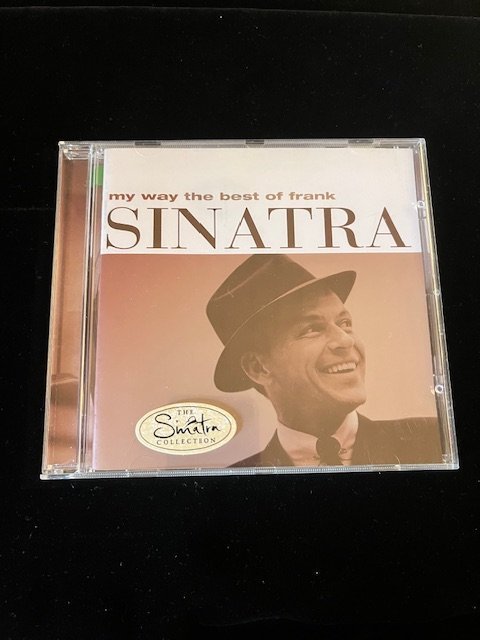 my way the best of frank
SINATRA
THE
Sinatra
COLLECTION